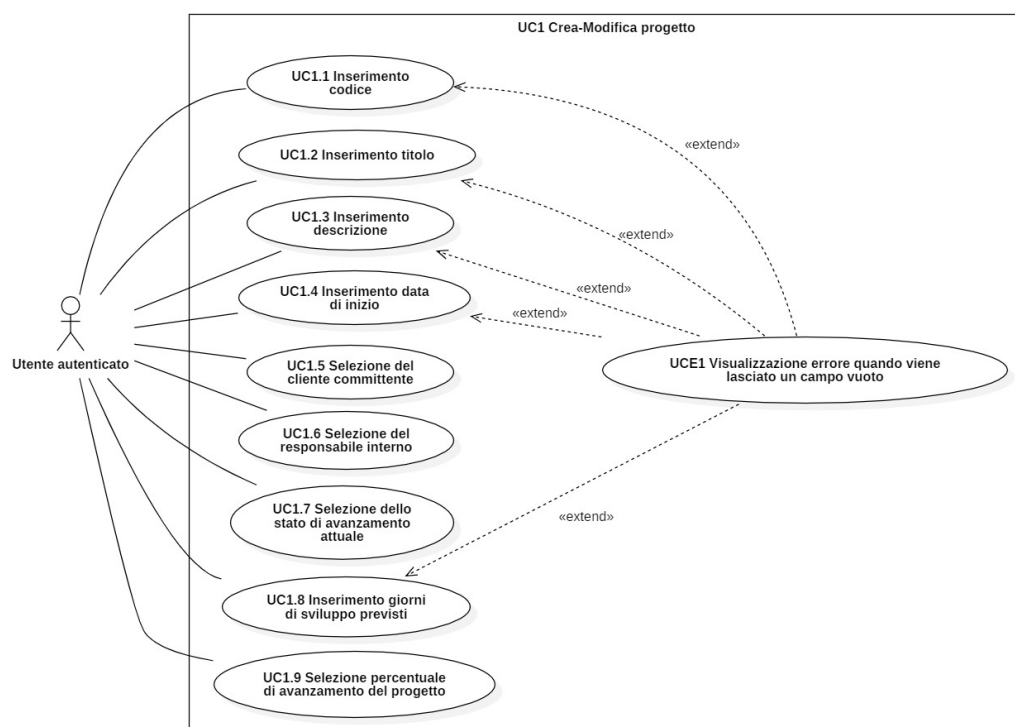 UC1 Crea-Modifica progetto
UC1.1 Inserimento
codice
«extend»
UC1.2 Inserimento titolo
UC1.3 Inserimento
descrizione
«extend»
UC1.4 Inserimento data
di inizio
«extend»
«extend»
Utente autenticato
UC1.5 Selezione del
cliente committente
UCE1 Visualizzazione errore quando viene
lasciato un campo vuoto
UC1.6 Selezione del
responsabile interno
UC1.7 Selezione dello
stato di avanzamento
attuale
«extend»
UC1.8 Inserimento giorni
di sviluppo previsti
UC1.9 Selezione percentuale
di avanzamento del progetto